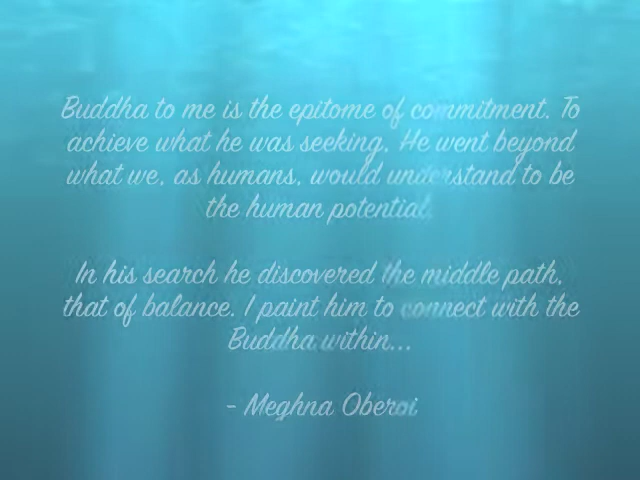 Buddha to me is the epitome of commitment. To
achieve what he was seeking. He went beyond
what we, as humans, would understand to be
the human potential.
In his search he discovered the middle path,
that of balance. I paint him to connect with the
Buddha within...
- Meghna Oberoi